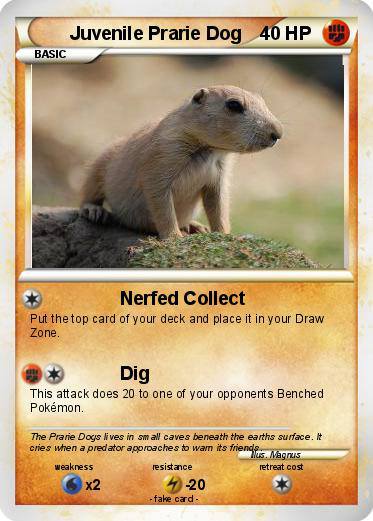 Juvenile Prarie Dog 40 HP
BASIC
Nerfed Collect
Put the top card of your deck and place it in your Draw
Zone.
Dig
This attack does 20 to one of your opponents Benched
Pokémon.
The Prarie Dogs lives in small caves beneath the earths surface. It
cries when a predator approaches to warn its friends.
Illus. Magnus
weakness resistance retreat cost
x2 -20
- fake card -